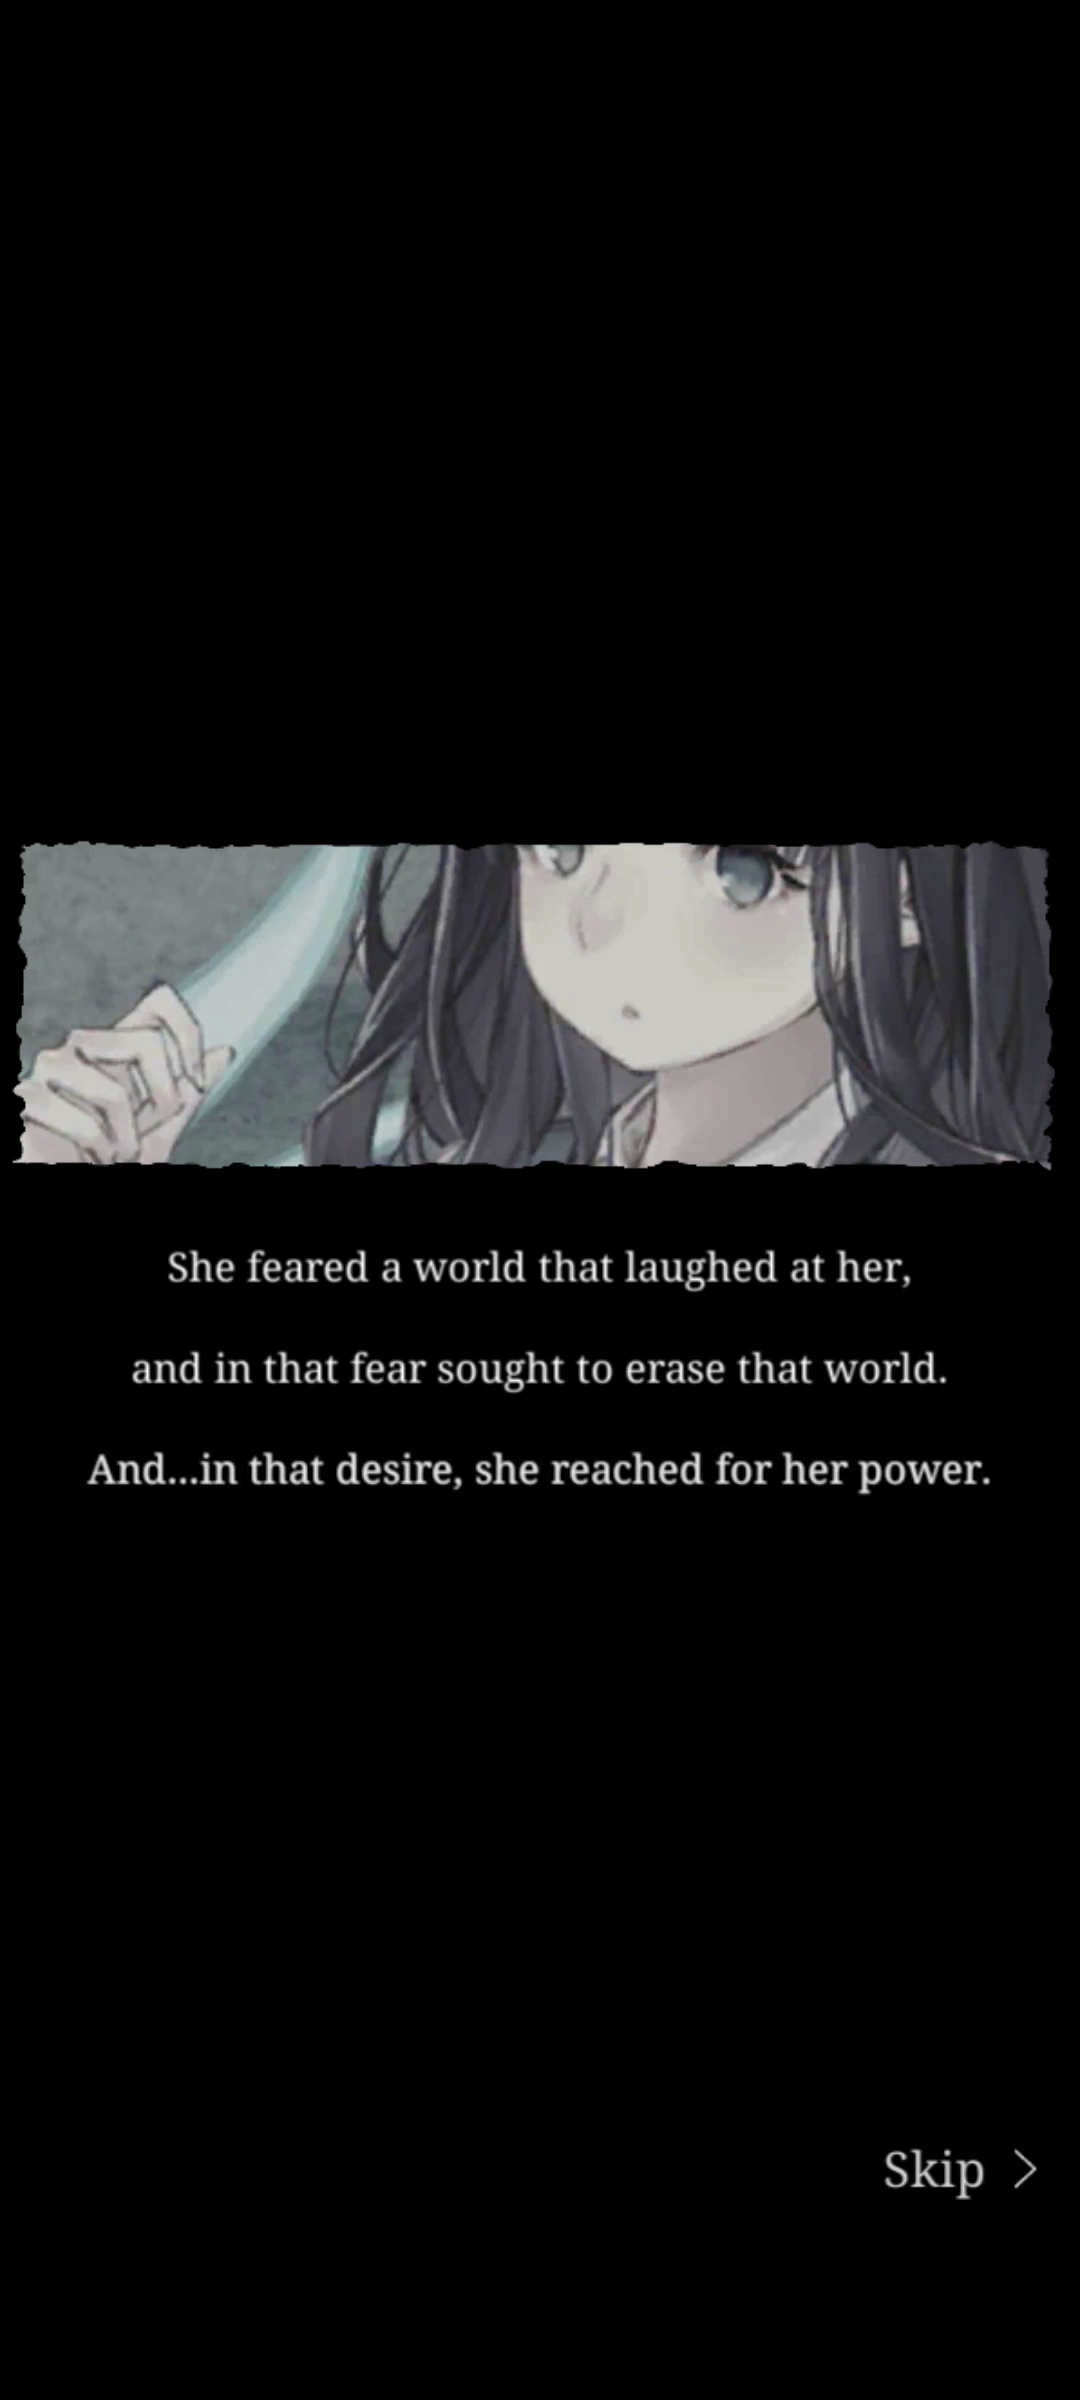 She feared a world that laughed at her,
and in that fear sought to erase that world.
And...in that desire, she reached for her power.
Skip >